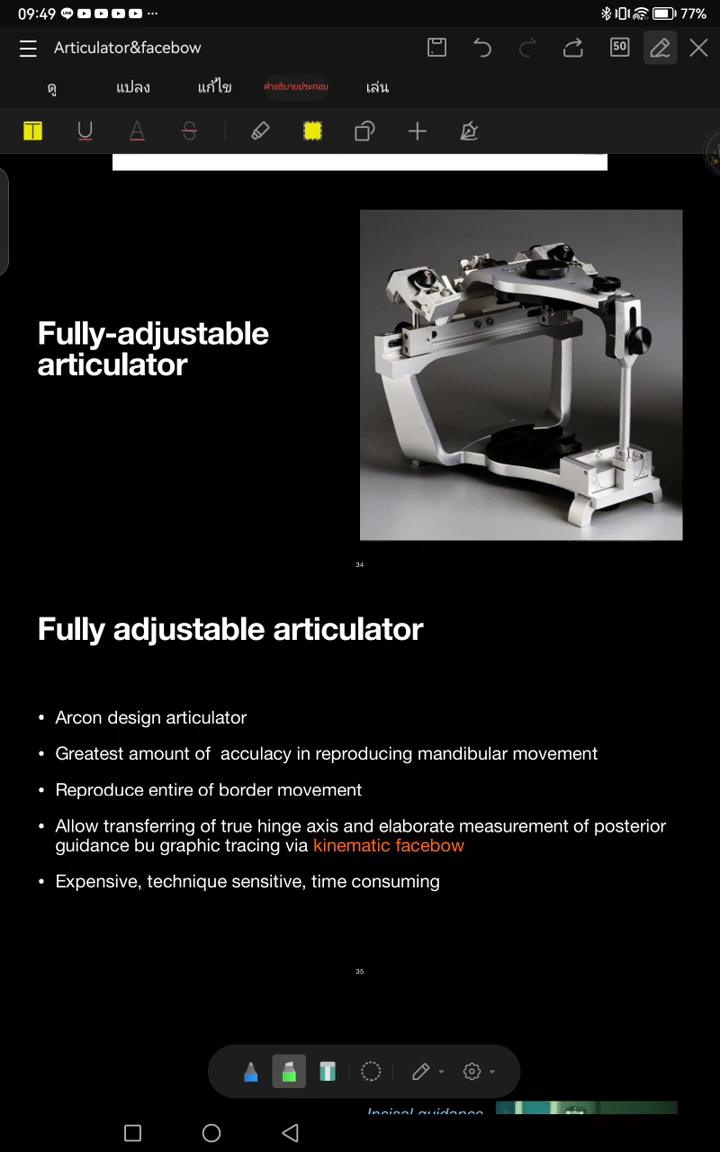 09:49
77%
Articulator&facebow
50
ดู
แปลง
แก้ไข
คำอธิบายประกอบ
เล่น
T U A S
Fully-adjustable
articulator
34
Fully adjustable articulator
• Arcon design articulator
• Greatest amount of acculacy in reproducing mandibular movement
• Reproduce entire of border movement
• Allow transferring of true hinge axis and elaborate measurement of posterior
guidance bu graphic tracing via kinematic facebow
• Expensive, technique sensitive, time consuming
35
Incisal guidance